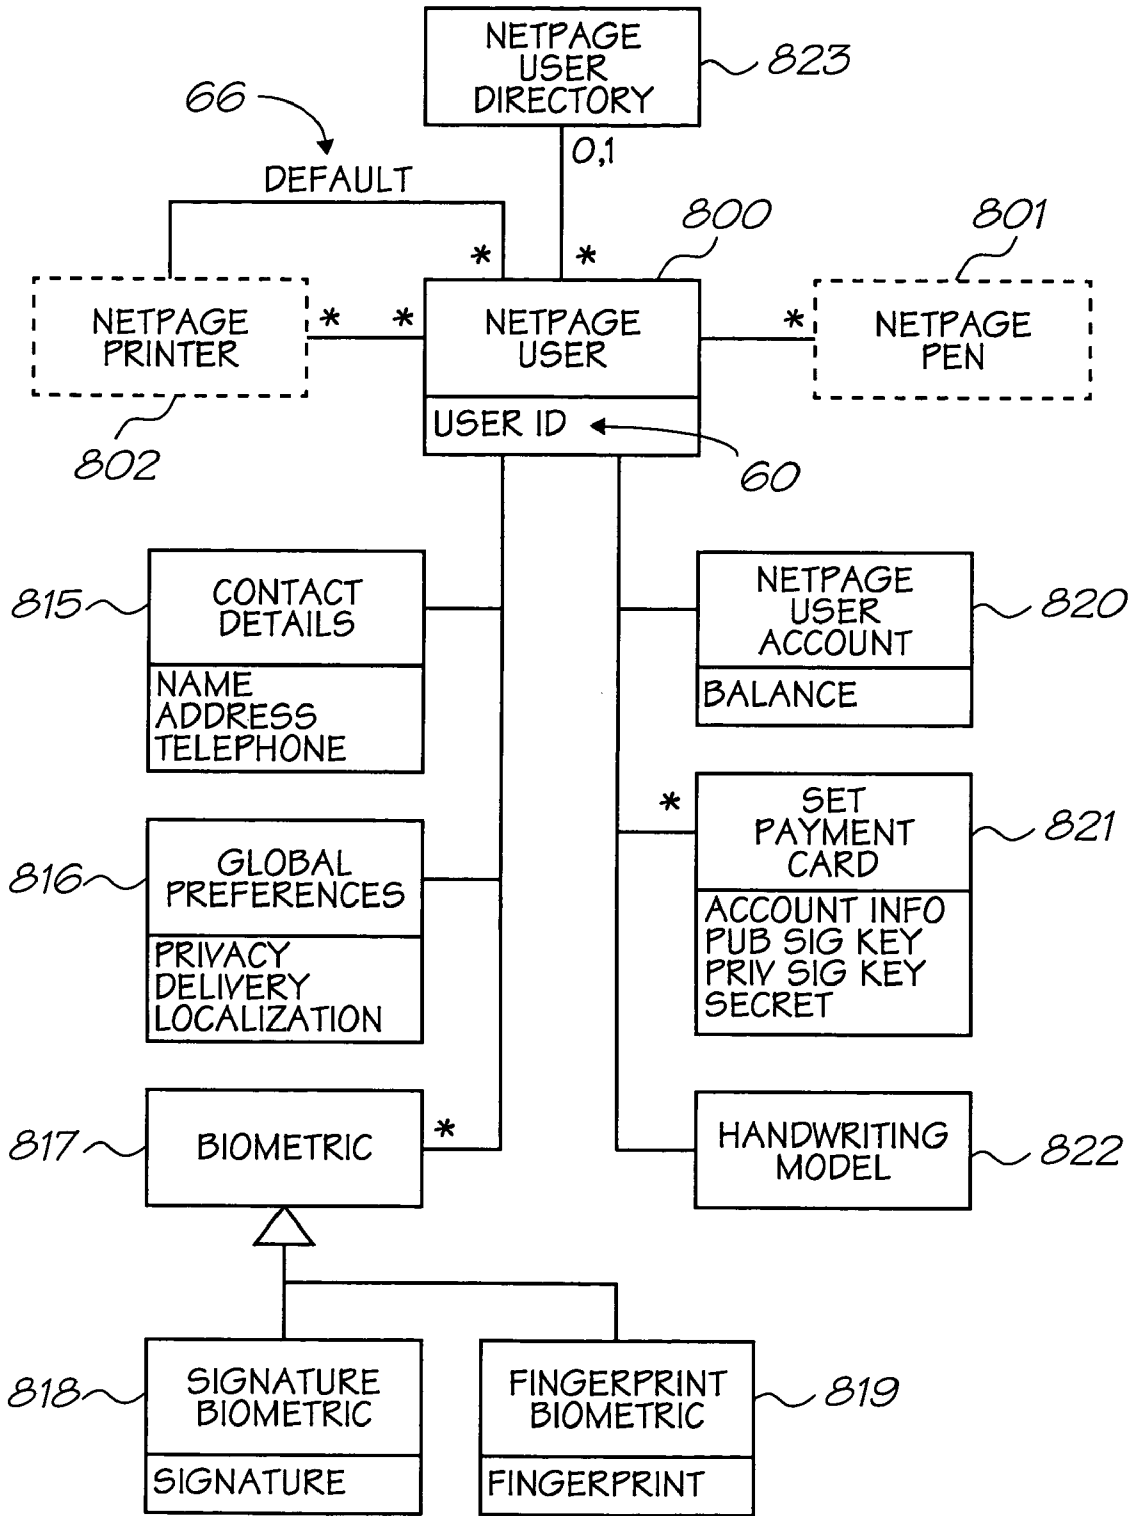 NETPAGE
USER
DIRECTORY
823
66
0,1
DEFAULT
800
801
* *
NETPAGE
PRINTER
* *
NETPAGE
USER
*
NETPAGE
PEN
USER ID
802
60
815
CONTACT
DETAILS
NAME
ADDRESS
TELEPHONE
NETPAGE
USER
ACCOUNT
820
BALANCE
816
GLOBAL
PREFERENCES
PRIVACY
DELIVERY
LOCALIZATION
*
SET
PAYMENT
CARD
821
ACCOUNT INFO
PUB SIG KEY
PRIV SIG KEY
SECRET
817
BIOMETRIC
*
HANDWRITING
MODEL
822
818
SIGNATURE
BIOMETRIC
SIGNATURE
FINGERPRINT
BIOMETRIC
819
FINGERPRINT